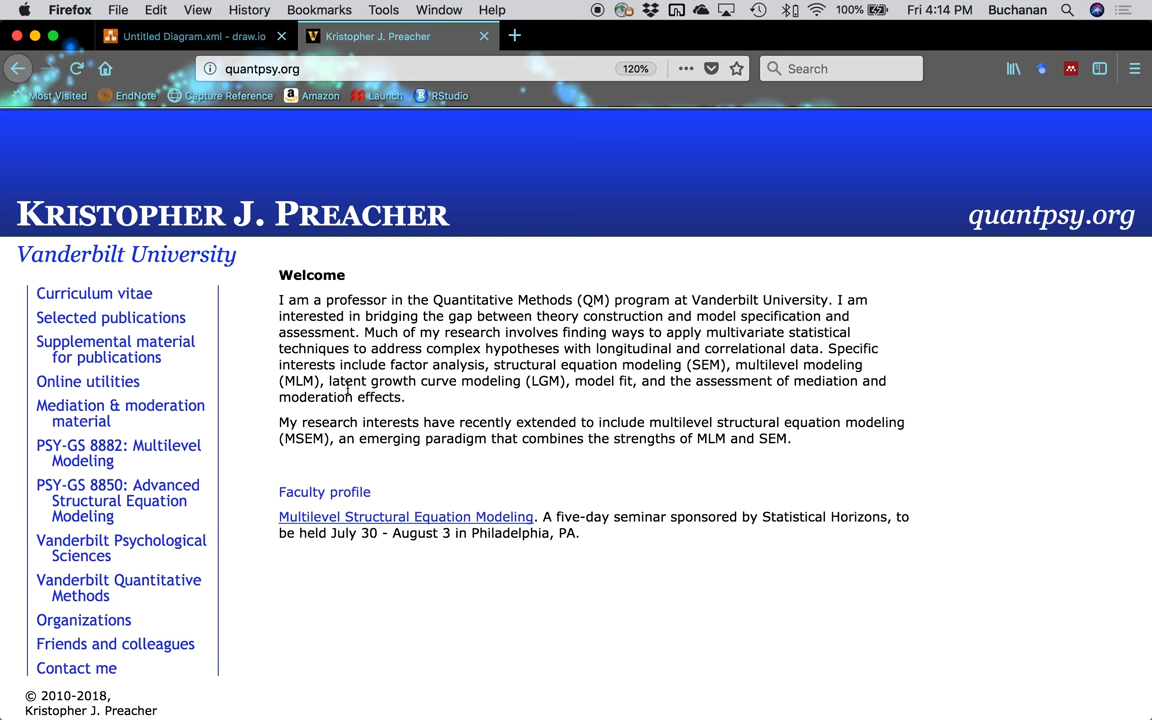 Firefox File Edit View History Bookmarks Tools Window Help 100% Fri 4:14 PM Buchanan
Untitled Diagram.xml - draw.io Kristopher J. Preacher
quantpsy.org 120% Search
Most Visited EndNote Capture Reference Amazon Launch RStudio
KRISTOPHER J. PREACHER quantpsy.org
Vanderbilt University
Curriculum vitae
Selected publications
Supplemental material
for publications
Online utilities
Mediation & moderation
material
PSY-GS 8882: Multilevel
Modeling
PSY-GS 8850: Advanced
Structural Equation
Modeling
Vanderbilt Psychological
Sciences
Vanderbilt Quantitative
Methods
Organizations
Friends and colleagues
Contact me
© 2010-2018,
Kristopher J. Preacher
Welcome
I am a professor in the Quantitative Methods (QM) program at Vanderbilt University. I am
interested in bridging the gap between theory construction and model specification and
assessment. Much of my research involves finding ways to apply multivariate statistical
techniques to address complex hypotheses with longitudinal and correlational data. Specific
interests include factor analysis, structural equation modeling (SEM), multilevel modeling
(MLM), latent growth curve modeling (LGM), model fit, and the assessment of mediation and
moderation effects.
My research interests have recently extended to include multilevel structural equation modeling
(MSEM), an emerging paradigm that combines the strengths of MLM and SEM.
Faculty profile
Multilevel Structural Equation Modeling. A five-day seminar sponsored by Statistical Horizons, to
be held July 30 - August 3 in Philadelphia, PA.